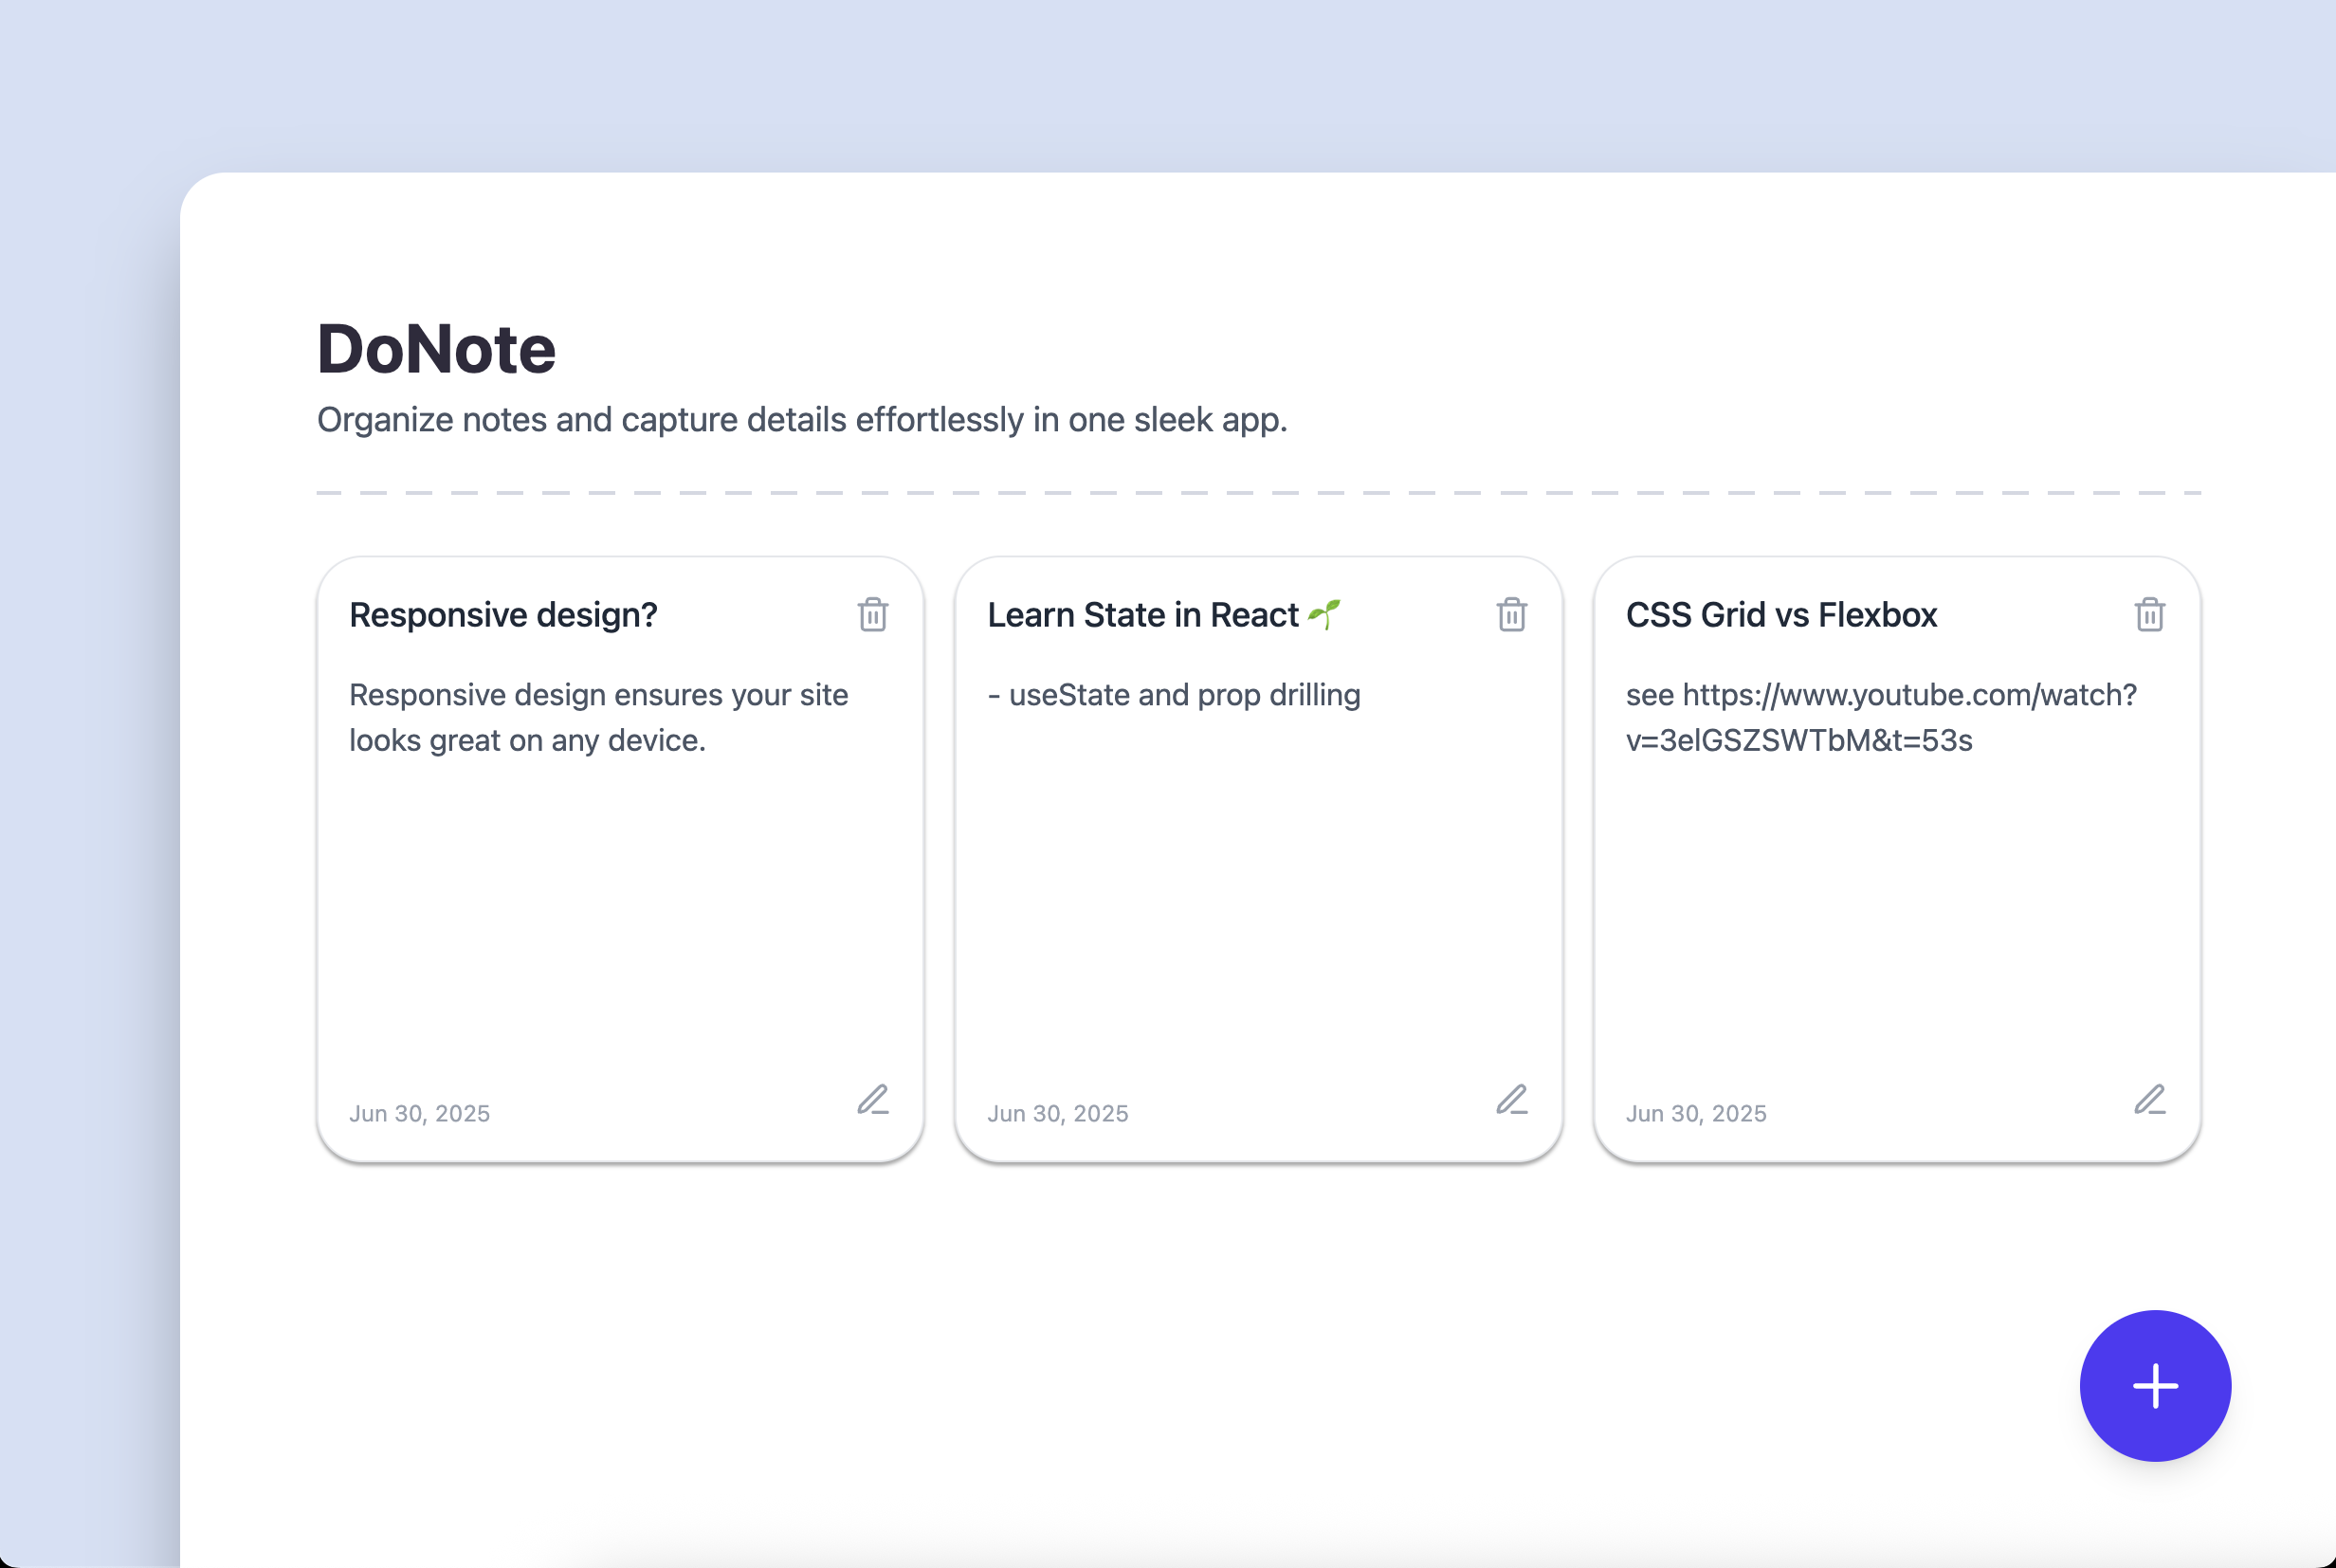 DoNote
Organize notes and capture details effortlessly in one sleek app.
Responsive design?
Responsive design ensures your site
looks great on any device.
Jun 30, 2025
Learn State in React 🌱
- useState and prop drilling
Jun 30, 2025
CSS Grid vs Flexbox
see https://www.youtube.com/watch?
v=3elGSZSWTbM&t=53s
Jun 30, 2025